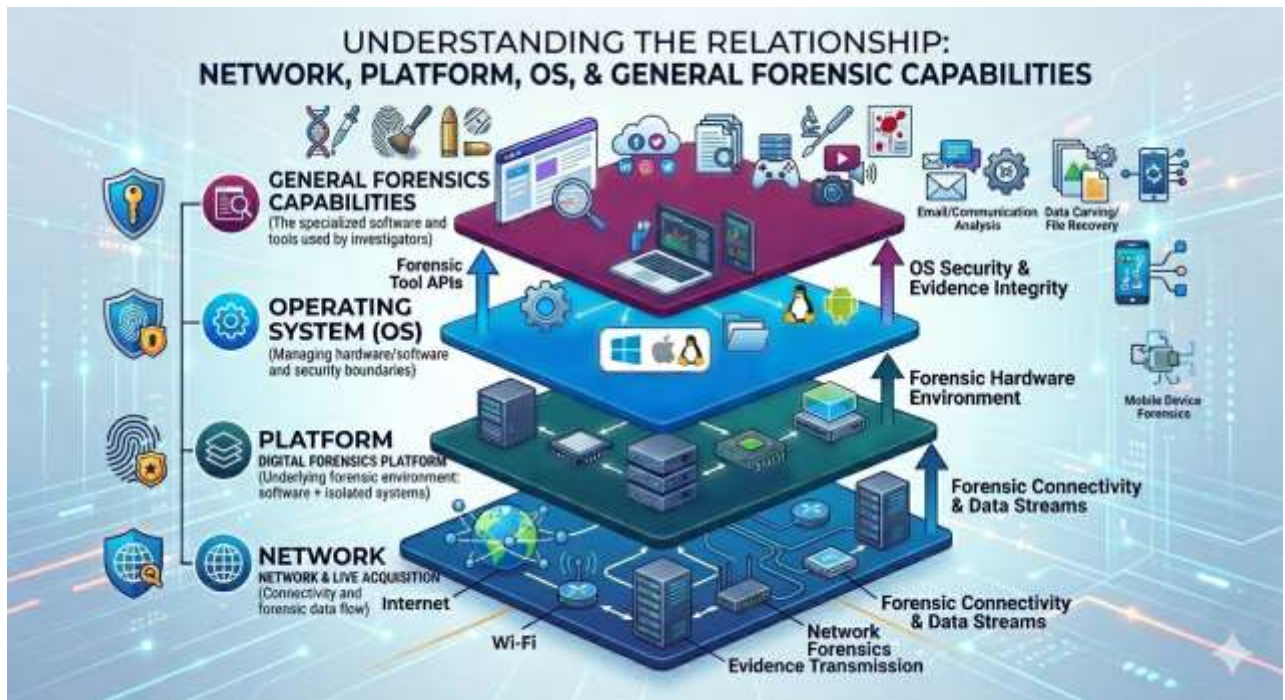 UNDERSTANDING THE RELATIONSHIP:
NETWORK, PLATFORM, OS, & GENERAL FORENSIC CAPABILITIES
GENERAL FORENSICS
CAPABILITIES
(The specialized software and
tools used by investigators)
Forensic
Tool APIs
Email/Communication
Analysis
Data Carving/
File Recovery
OS Security &
Evidence Integrity
OPERATING
SYSTEM (OS)
(Managing hardware/software
and security boundaries)
Forensic Hardware
Environment
Mobile Device
Forensics
PLATFORM
DIGITAL FORENSICS PLATFORM
(Underlying forensic environment:
software + isolated systems)
Forensic Connectivity
& Data Streams
NETWORK
NETWORK & LIVE ACQUISITION
(Connectivity and
forensic data flow)
Internet
Wi-Fi
Network
Forensics
Evidence Transmission
Forensic Connectivity
& Data Streams